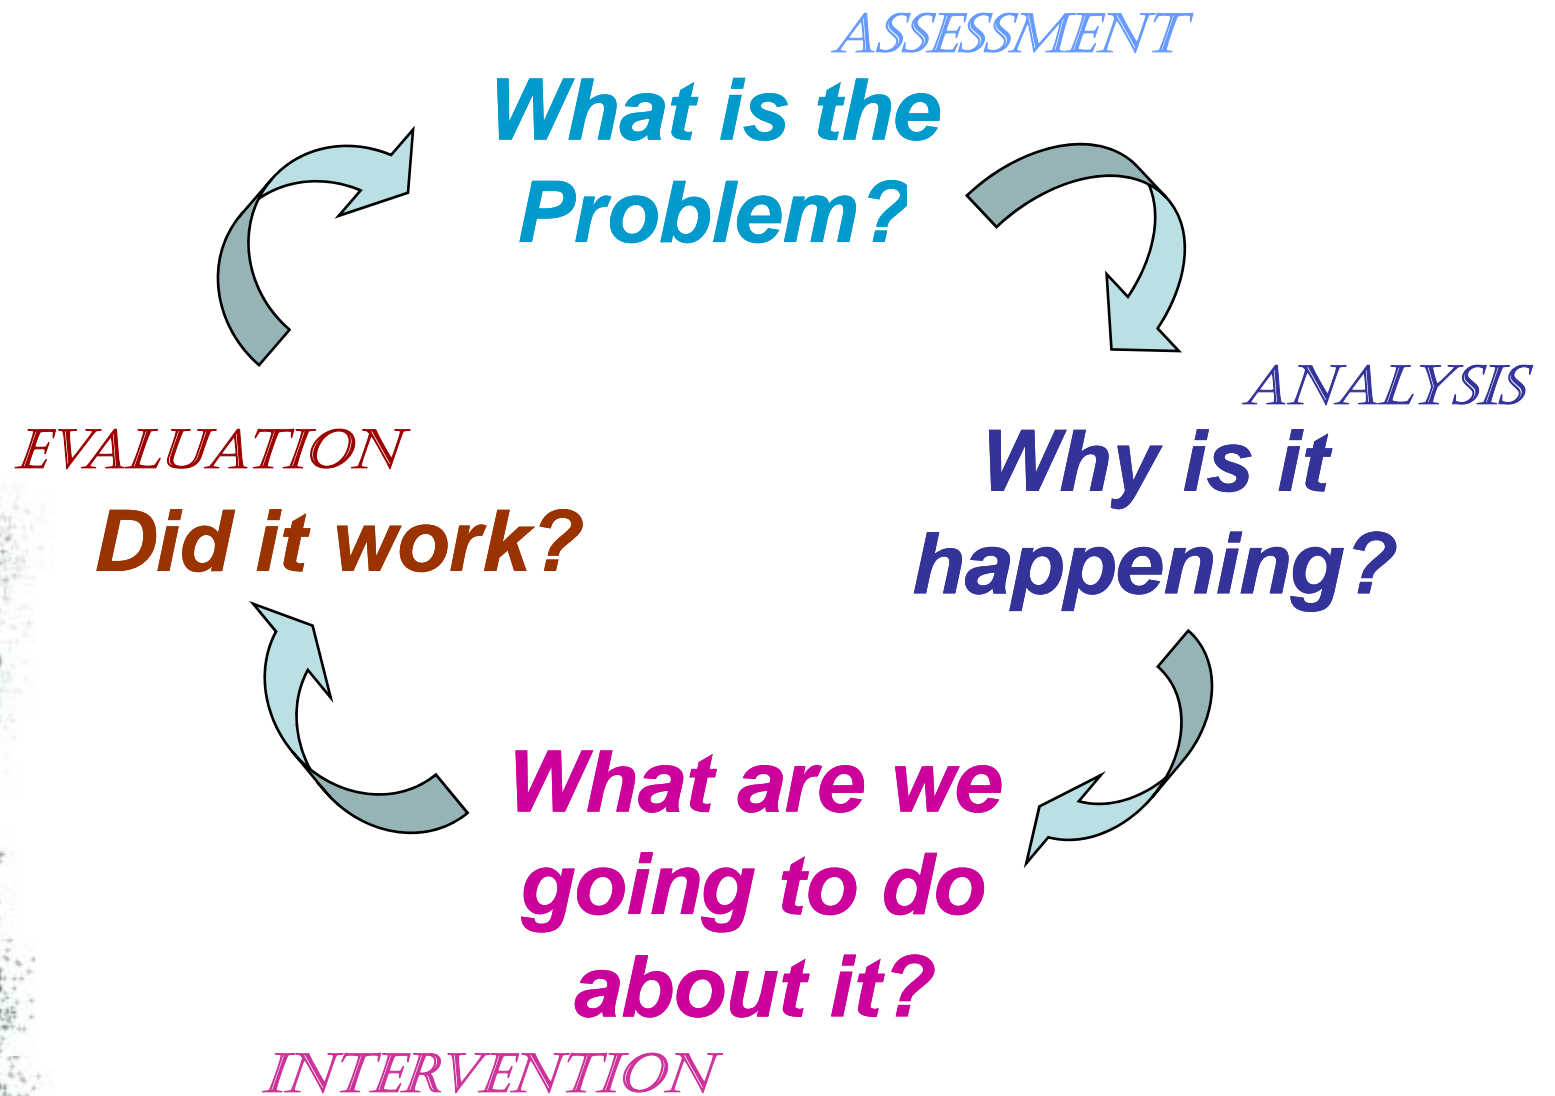 ASSESSMENT
What is the
Problem?
ANALYSIS
Why is it
happening?
EVALUATION
Did it work?
What are we
going to do
about it?
INTERVENTION